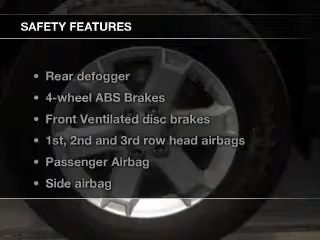 SAFETY FEATURES
• Rear defogger
• 4-wheel ABS Brakes
• Front Ventilated disc brakes
• 1st, 2nd and 3rd row head airbags
• Passenger Airbag
• Side airbag